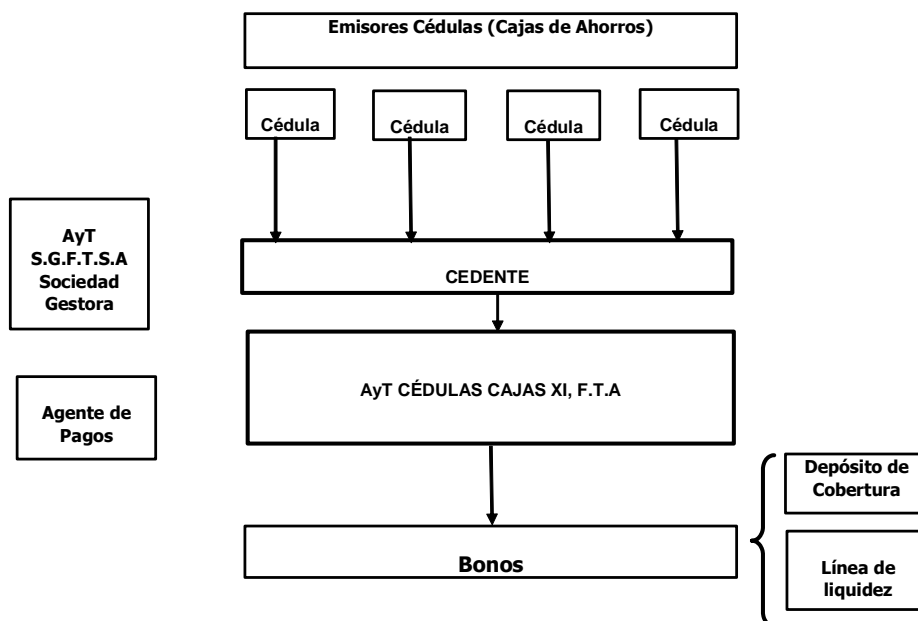 Emisores Cédulas (Cajas de Ahorros)
Cédula
Cédula
Cédula
Cédula
AyT
S.G.F.T.S.A
Sociedad
Gestora
CEDENTE
AyT CÉDULAS CAJAS XI, F.T.A
Agente de
Pagos
Depósito de
Cobertura
Bonos
Línea de
liquidez